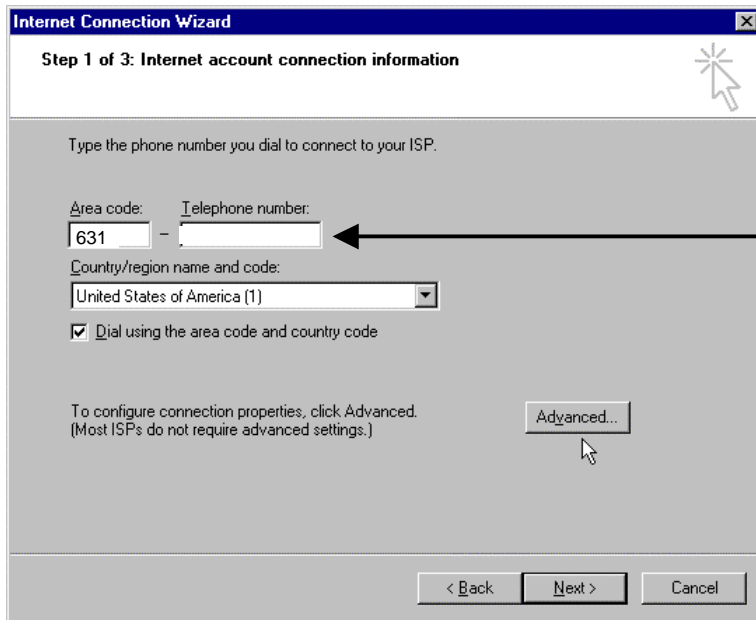 Internet Connection Wizard
Step 1 of 3: Internet account connection information
Type the phone number you dial to connect to your ISP.
Area code: Telephone number:
631 –
Country/region name and code:
United States of America (1)
Dial using the area code and country code
To configure connection properties, click Advanced.
(Most ISPs do not require advanced settings.)
Advanced...
< Back Next > Cancel